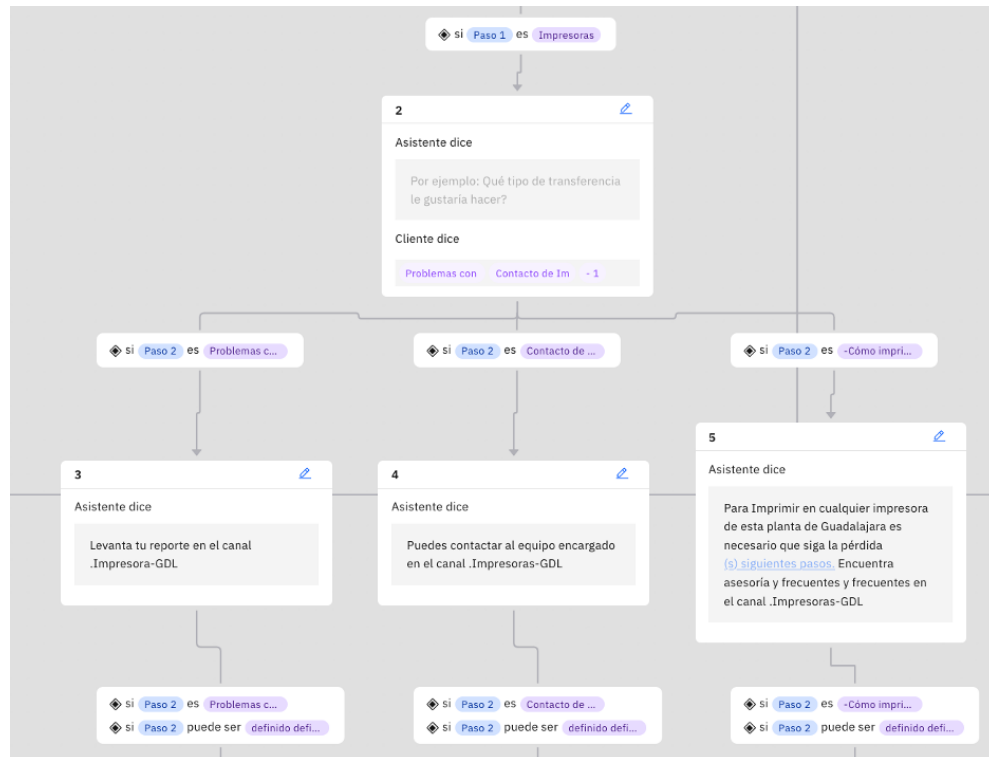 si Paso 1 es Impresoras
2
Asistente dice
Por ejemplo: Qué tipo de transferencia
le gustaría hacer?
Cliente dice
Problemas con Contacto de Im - 1
si Paso 2 es Problemas c...
si Paso 2 es Contacto de ...
si Paso 2 es -Cómo impri...
3
Asistente dice
Levanta tu reporte en el canal
.Impresora-GDL
4
Asistente dice
Puedes contactar al equipo encargado
en el canal .Impresoras-GDL
5
Asistente dice
Para Imprimir en cualquier impresora
de esta planta de Guadalajara es
necesario que siga la pérdida
(s) siguientes pasos. Encuentra
asesoría y frecuentes y frecuentes en
el canal .Impresoras-GDL
si Paso 2 es Problemas c...
si Paso 2 puede ser definido defi...
si Paso 2 es Contacto de ...
si Paso 2 puede ser definido defi...
si Paso 2 es -Cómo impri...
si Paso 2 puede ser definido defi...